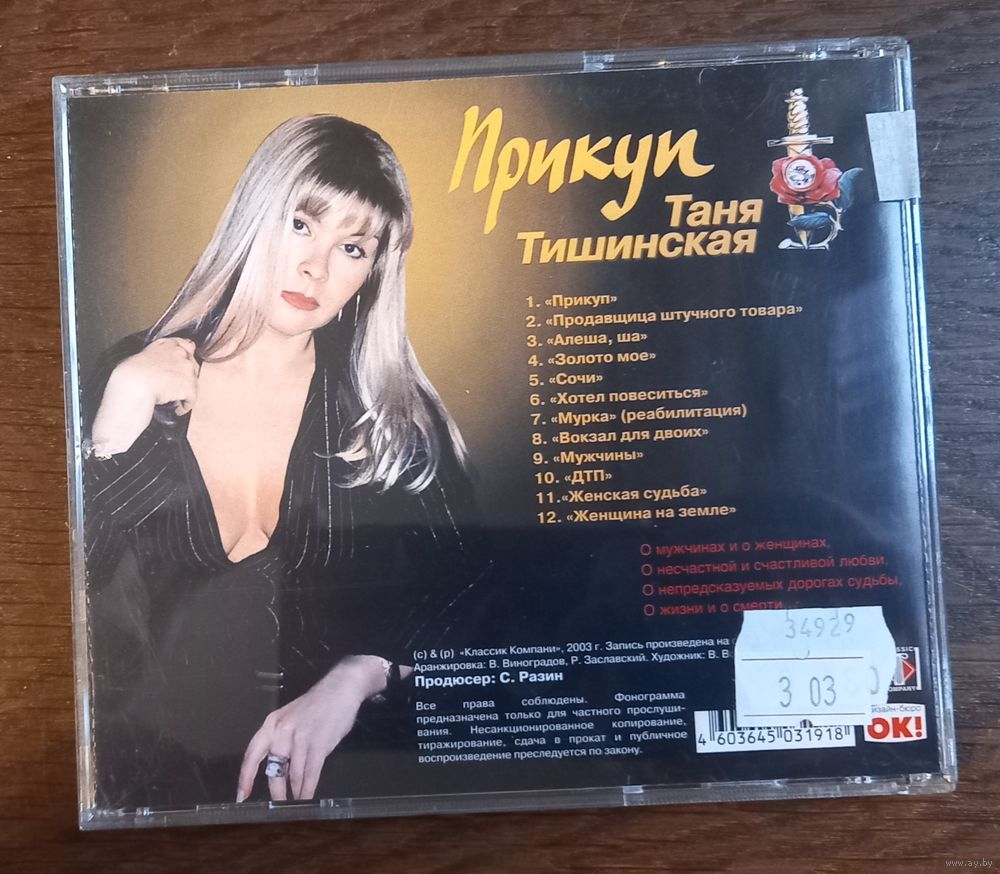 Прикуп
Таня
Тишинская
1. «Прикуп»
2. «Продавщица штучного товара»
3. «Алеша, ша»
4. «Золото мое»
5. «Сочи»
6. «Хотел повеситься»
7. «Мурка» (реабилитация)
8. «Вокзал для двоих»
9. «Мужчины»
10. «ДТП»
11.«Женская судьба»
12. «Женщина на земле»
О мужчинах и о женщинах,
О несчастной и счастливой любви,
О непредсказуемых дорогах судьбы,
О жизни и о смерти...
34929
3 03
(c) & (p) «Классик Компани», 2003 г. Запись произведена на
Аранжировка: В. Виноградов, Р. Заславский. Художник: В.
Продюсер: С. Разин
Все права соблюдены. Фонограмма
предназначена только для частного прослуши-
вания. Несанкционированное копирование,
тиражирование, сдача в прокат и публичное
воспроизведение преследуется по закону.
4 603645 031918
OK!
www.ay.by